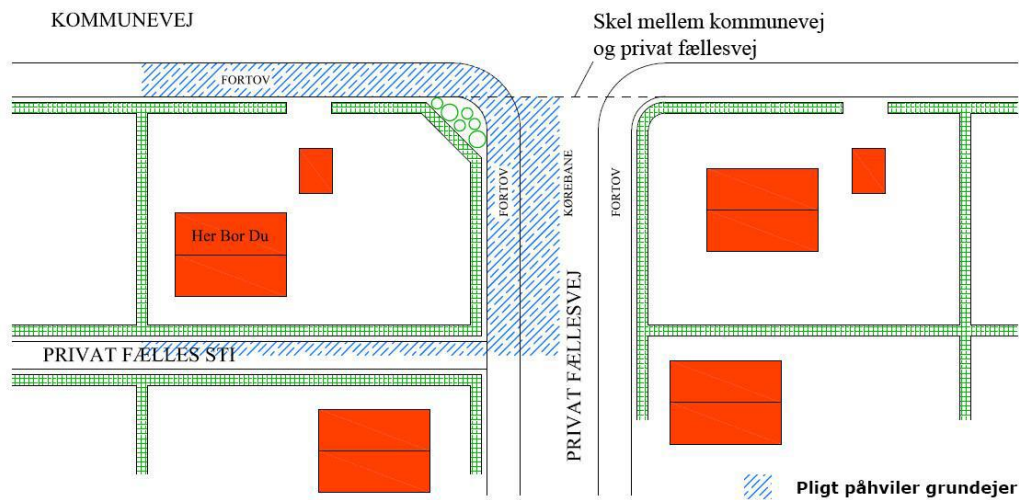 KOMMUNEVEJ
Skel mellem kommunevej
og privat fællesvej
FORTOV
FORTOV
KØREBANE
FORTOV
Her Bor Du
PRIVAT FÆLLES STI
PRIVAT FÆLLESVEJ
Pligt påhviler grundejer